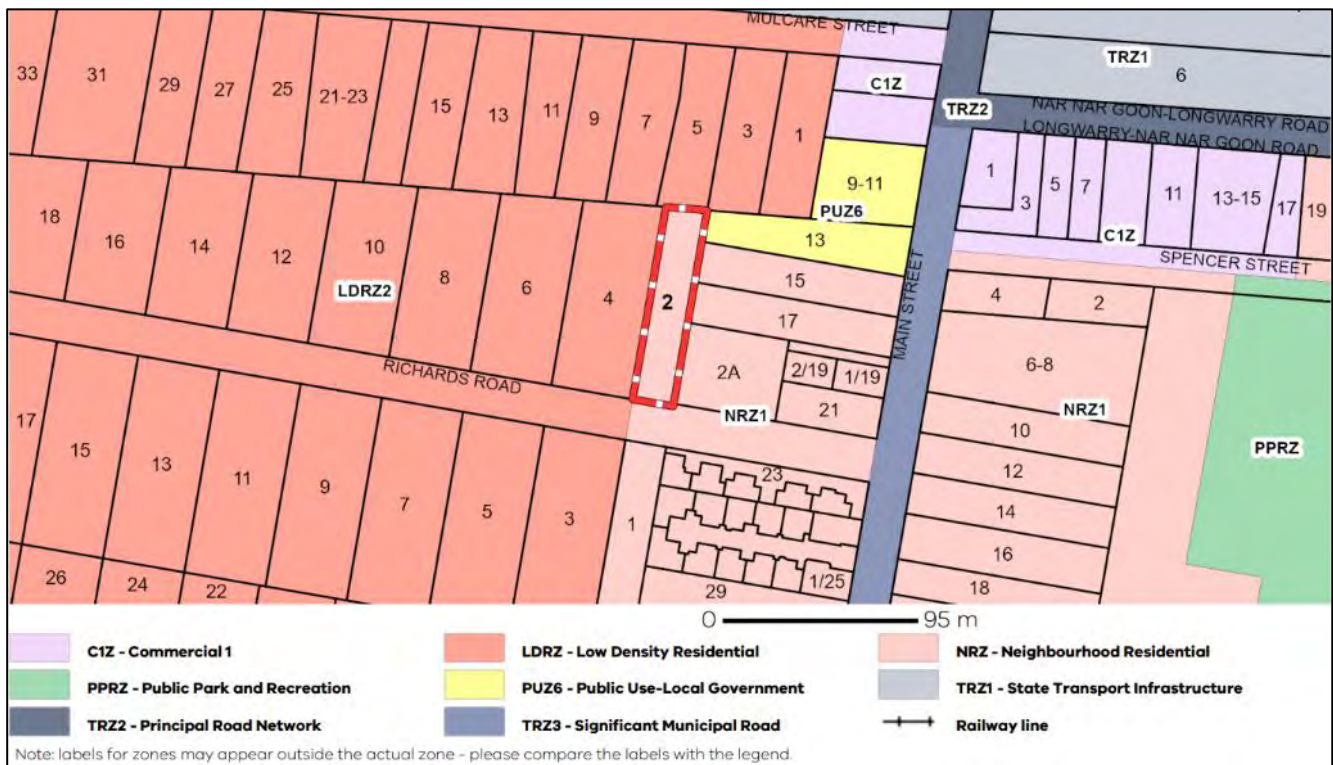 MULCARE STREET
33
31
29
27
25
21-23
15
13
11
9
7
5
3
1
C1Z
TRZ1
6
TRZ2
NAR NAR GOON-LONGWARRY ROAD
LONGWARRY-NAR NAR GOON ROAD
9-11
PUZ6
13
1
3
5
7
11
13-15
17
19
C1Z
SPENCER STREET
18
16
14
12
10
LDRZ2
8
6
4
2
15
17
2A
2/19
1/19
21
NRZ1
MAIN STREET
4
2
6-8
NRZ1
10
12
14
16
18
PPRZ
RICHARDS ROAD
17
15
13
11
9
7
5
3
1
23
1/25
29
26
24
22
0 95 m
C1Z - Commercial 1
LDRZ - Low Density Residential
NRZ - Neighbourhood Residential
PPRZ - Public Park and Recreation
PUZ6 - Public Use-Local Government
TRZ1 - State Transport Infrastructure
TRZ2 - Principal Road Network
TRZ3 - Significant Municipal Road
Railway line
Note: labels for zones may appear outside the actual zone - please compare the labels with the legend.